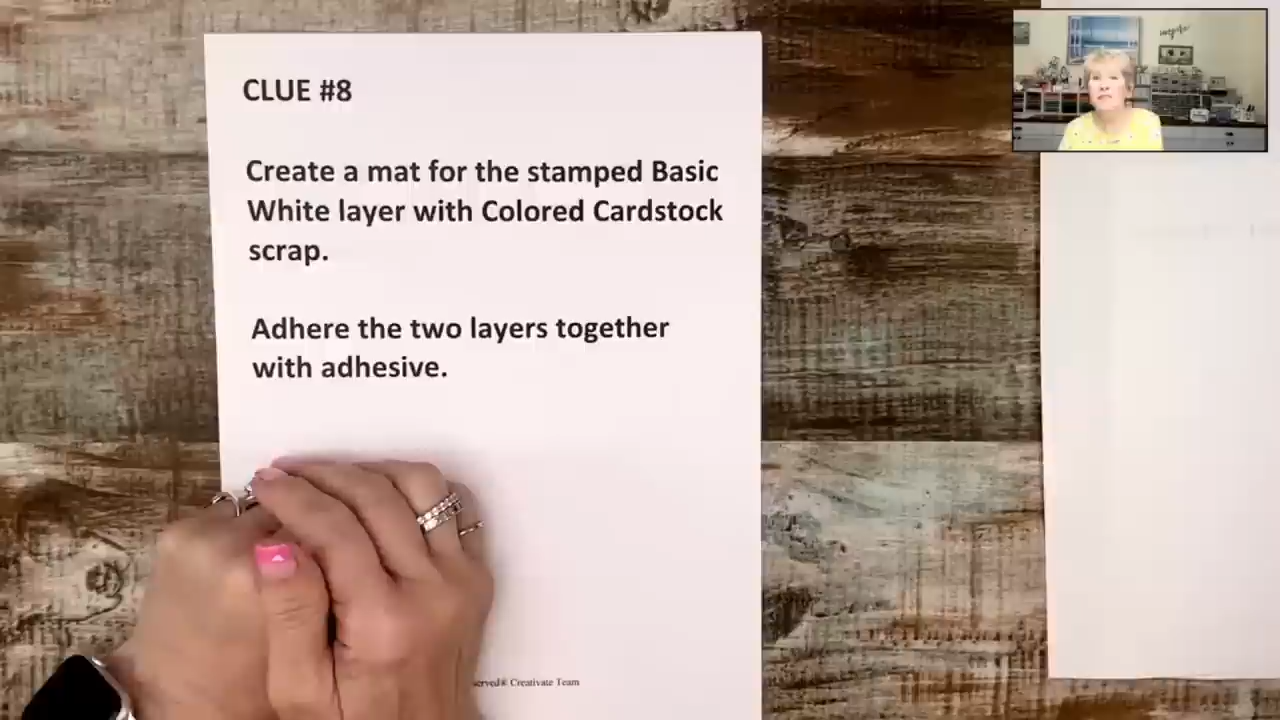 CLUE #8
Create a mat for the stamped Basic
White layer with Colored Cardstock
scrap.
Adhere the two layers together
with adhesive.
Creativate Team